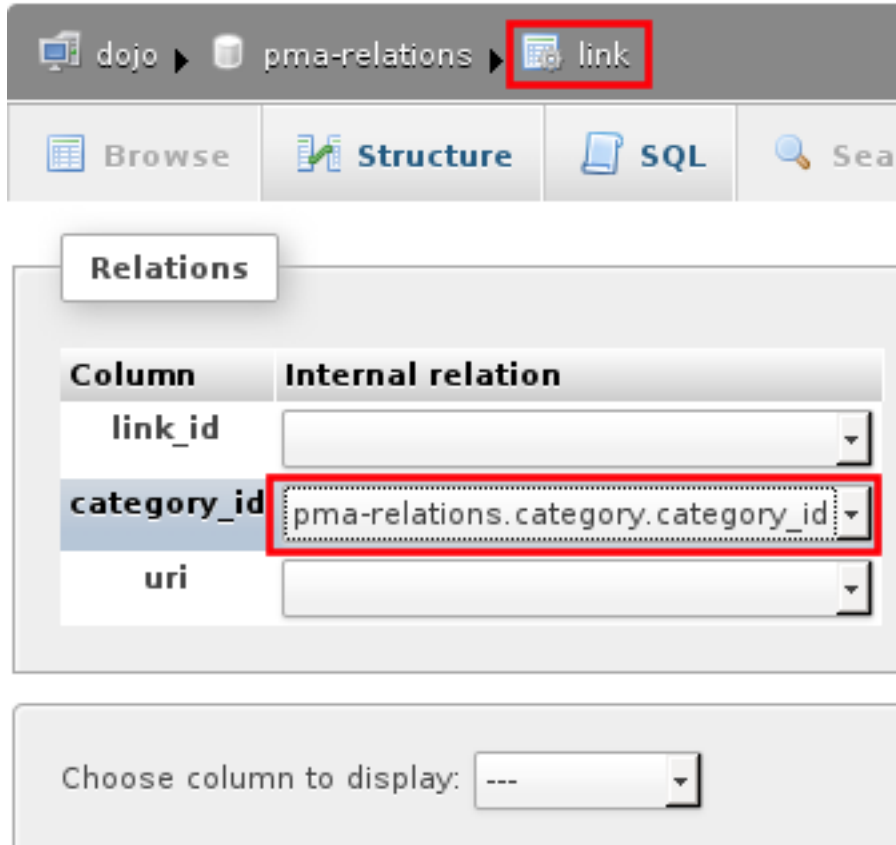 dojo pma-relations link
Browse Structure SQL
Relations
Column Internal relation
link_id
category_id pma-relations.category.category_id
uri
Choose column to display: ---